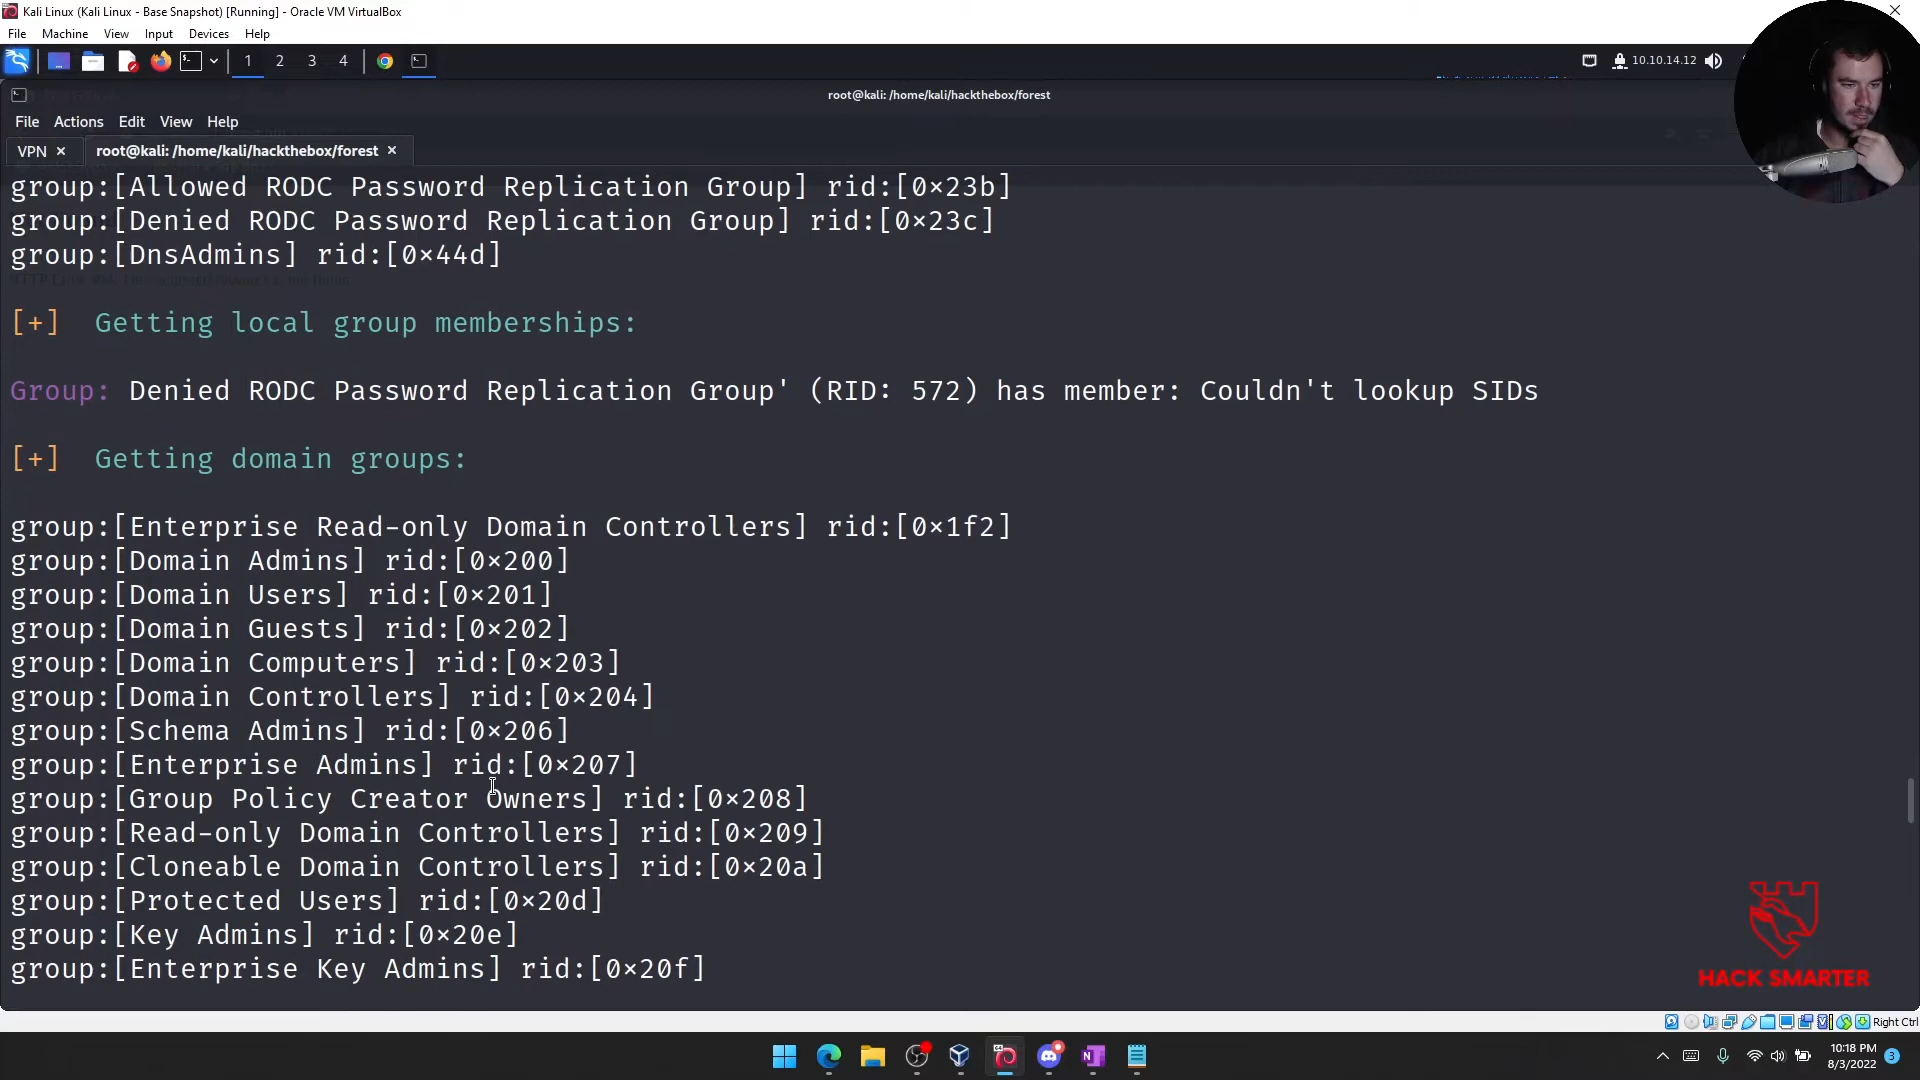 Kali Linux (Kali Linux - Base Snapshot) [Running] - Oracle VM VirtualBox
File Machine View Input Devices Help
1 2 3 4
10.10.14.12
root@kali: /home/kali/hackthebox/forest
File Actions Edit View Help
VPN × root@kali: /home/kali/hackthebox/forest ×
group:[Allowed RODC Password Replication Group] rid:[0×23b]
group:[Denied RODC Password Replication Group] rid:[0×23c]
group:[DnsAdmins] rid:[0×44d]
[+] Getting local group memberships:
Group: Denied RODC Password Replication Group' (RID: 572) has member: Couldn't lookup SIDs
[+] Getting domain groups:
group:[Enterprise Read-only Domain Controllers] rid:[0×1f2]
group:[Domain Admins] rid:[0×200]
group:[Domain Users] rid:[0×201]
group:[Domain Guests] rid:[0×202]
group:[Domain Computers] rid:[0×203]
group:[Domain Controllers] rid:[0×204]
group:[Schema Admins] rid:[0×206]
group:[Enterprise Admins] rid:[0×207]
group:[Group Policy Creator Owners] rid:[0×208]
group:[Read-only Domain Controllers] rid:[0×209]
group:[Cloneable Domain Controllers] rid:[0×20a]
group:[Protected Users] rid:[0×20d]
group:[Key Admins] rid:[0×20e]
group:[Enterprise Key Admins] rid:[0×20f]
HACK SMARTER
Right Ctrl
10:18 PM
8/3/2022
3